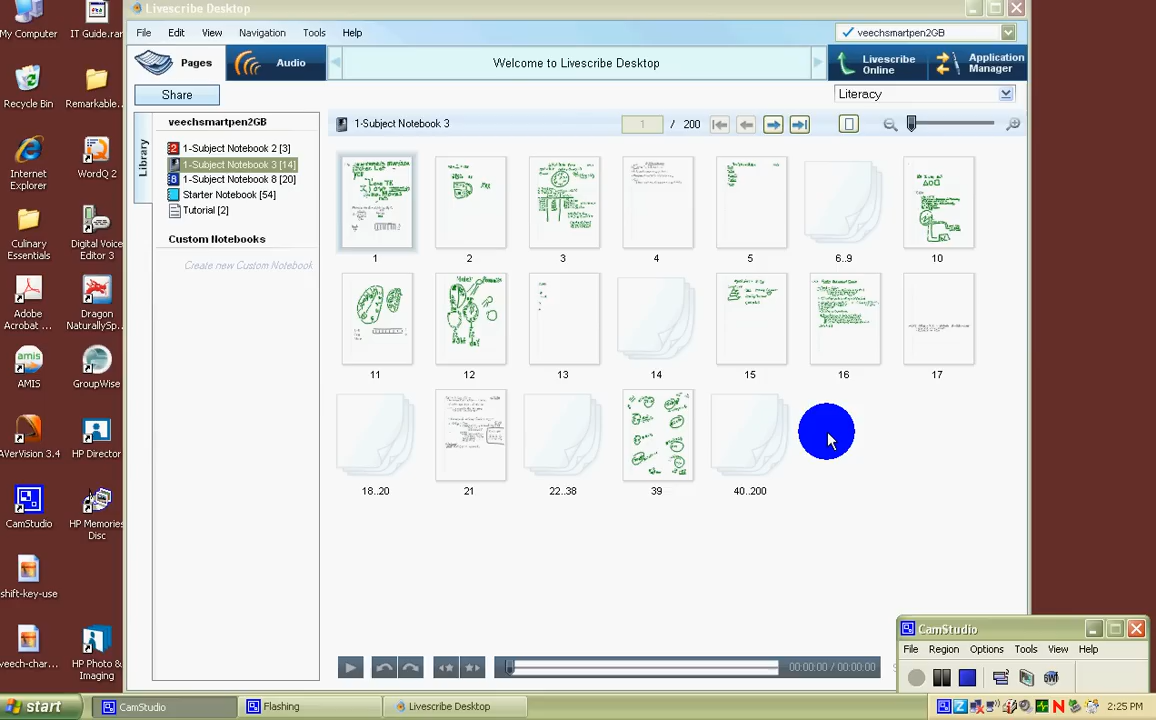 Livescribe Desktop
File Edit View Navigation Tools Help
veechsmartpen2GB
Pages
Audio
Welcome to Livescribe Desktop
Livescribe Online
Application Manager
Share
Literacy
Library
veechsmartpen2GB
1-Subject Notebook 2 [3]
1-Subject Notebook 3 [14]
1-Subject Notebook 8 [20]
Starter Notebook [54]
Tutorial [2]
Custom Notebooks
Create new Custom Notebook
1-Subject Notebook 3
1 / 200
1 2 3 4 5 6..9 10
11 12 13 14 15 16 17
18..20 21 22..38 39 40..200
00:00:00 / 00:00:00
My Computer
IT Guide.rar
Recycle Bin
Remarkable...
Internet Explorer
WordQ 2
Culinary Essentials
Digital Voice Editor 3
Adobe Acrobat ...
Dragon NaturallySp...
AMIS
GroupWise
AVerVision 3.4
HP Director
CamStudio
HP Memories Disc
shift-key-use
veech-char...
HP Photo & Imaging
CamStudio
File Region Options Tools View Help
start
CamStudio
Flashing
Livescribe Desktop
2:25 PM